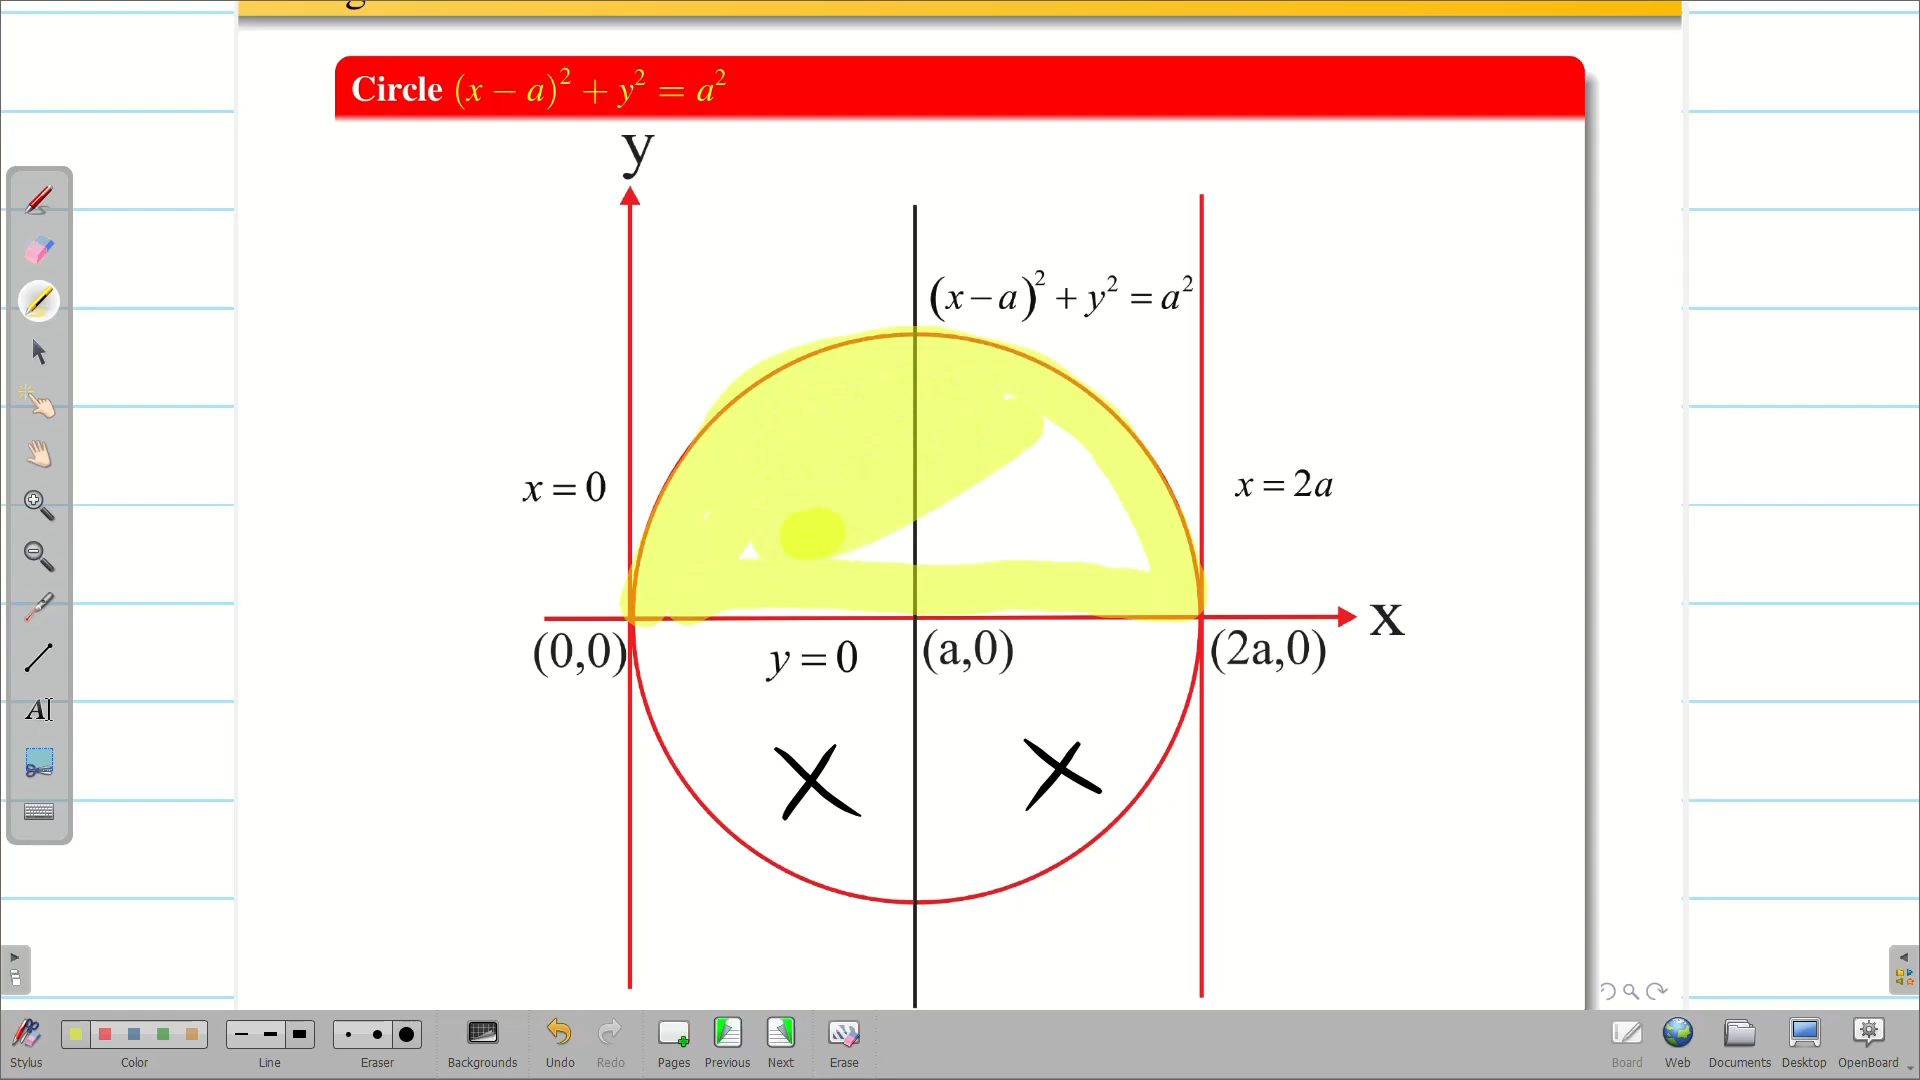 Circle (x − a)² + y² = a²
y
(x−a)² + y² = a²
x = 0
x = 2a
x
(0,0)
y = 0
(a,0)
(2a,0)
Stylus
Color
Line
Eraser
Backgrounds
Undo
Redo
Pages
Previous
Next
Erase
Board
Web
Documents
Desktop
OpenBoard